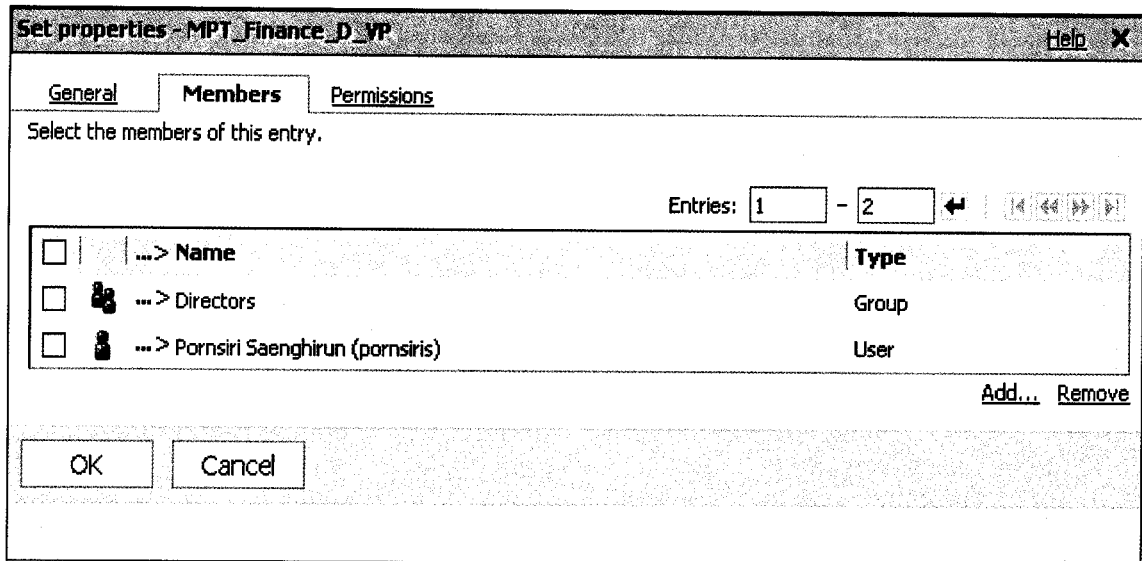 Set properties - MPT_Finance_D_VP Help X
General Members Permissions
Select the members of this entry.
Entries: 1 - 2
...> Name Type
...> Directors Group
...> Pornsiri Saenghirun (pornsiris) User
Add... Remove
OK Cancel